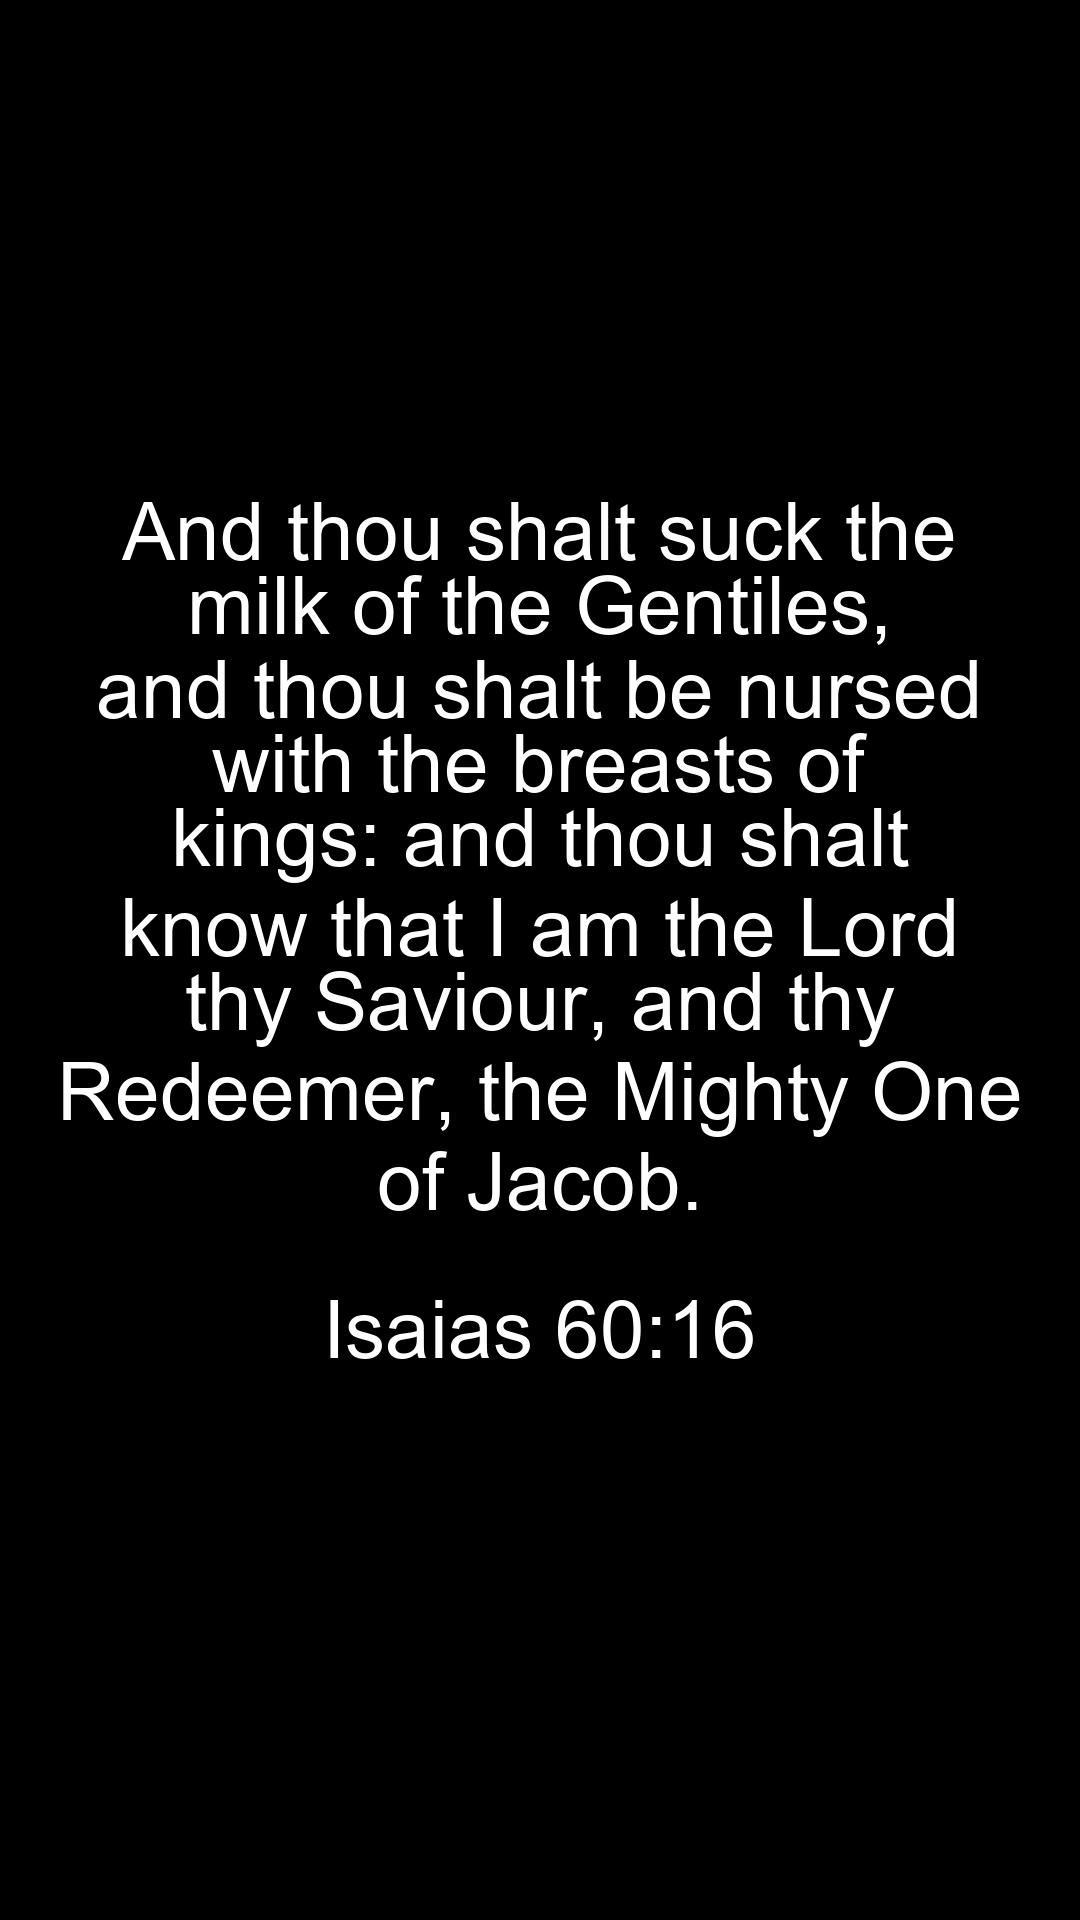 And thou shalt suck the
milk of the Gentiles,
and thou shalt be nursed
with the breasts of
kings: and thou shalt
know that I am the Lord
thy Saviour, and thy
Redeemer, the Mighty One
of Jacob.
Isaias 60:16